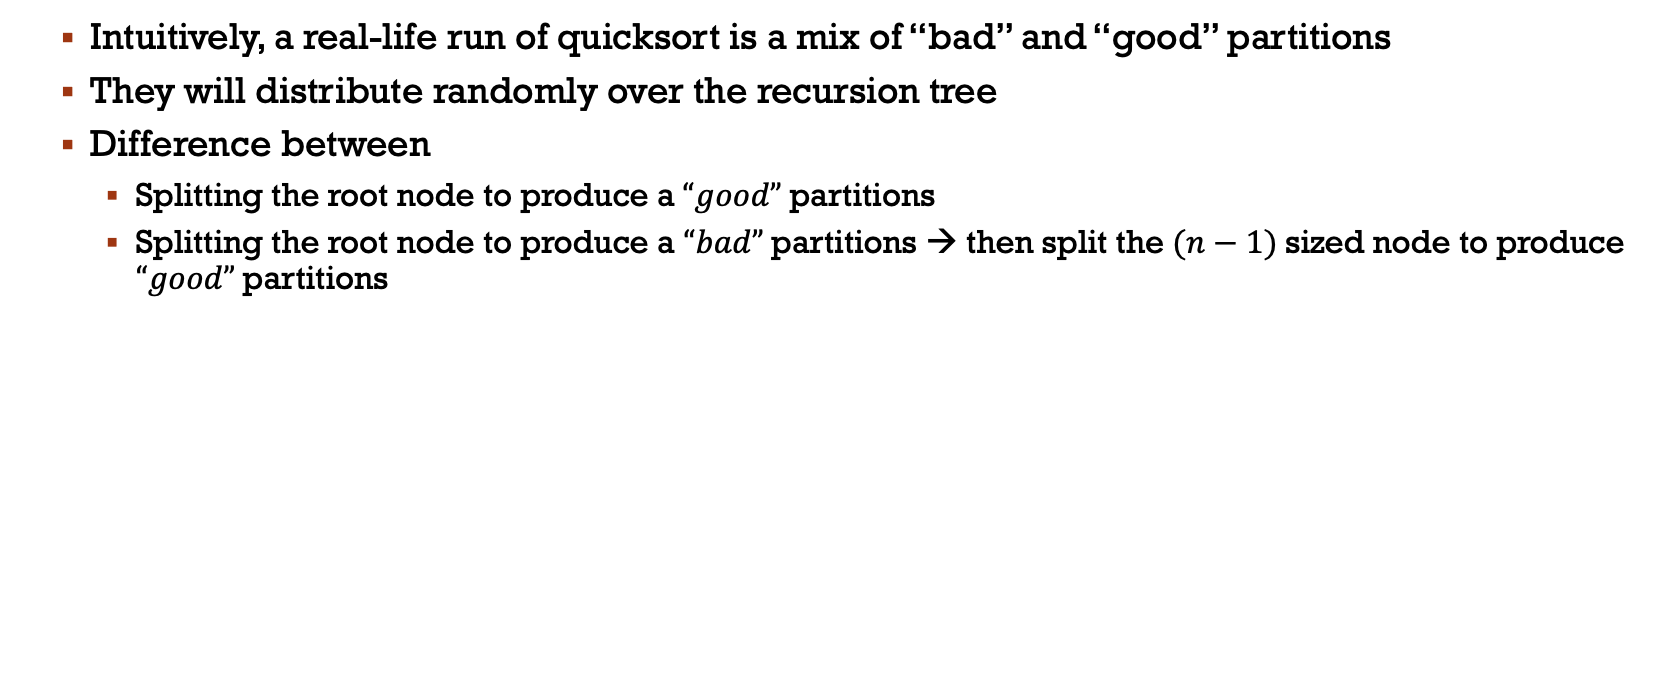 ▪ Intuitively, a real-life run of quicksort is a mix of “bad” and “good” partitions
▪ They will distribute randomly over the recursion tree
▪ Difference between
▪ Splitting the root node to produce a “good” partitions
▪ Splitting the root node to produce a “bad” partitions → then split the (n − 1) sized node to produce
“good” partitions